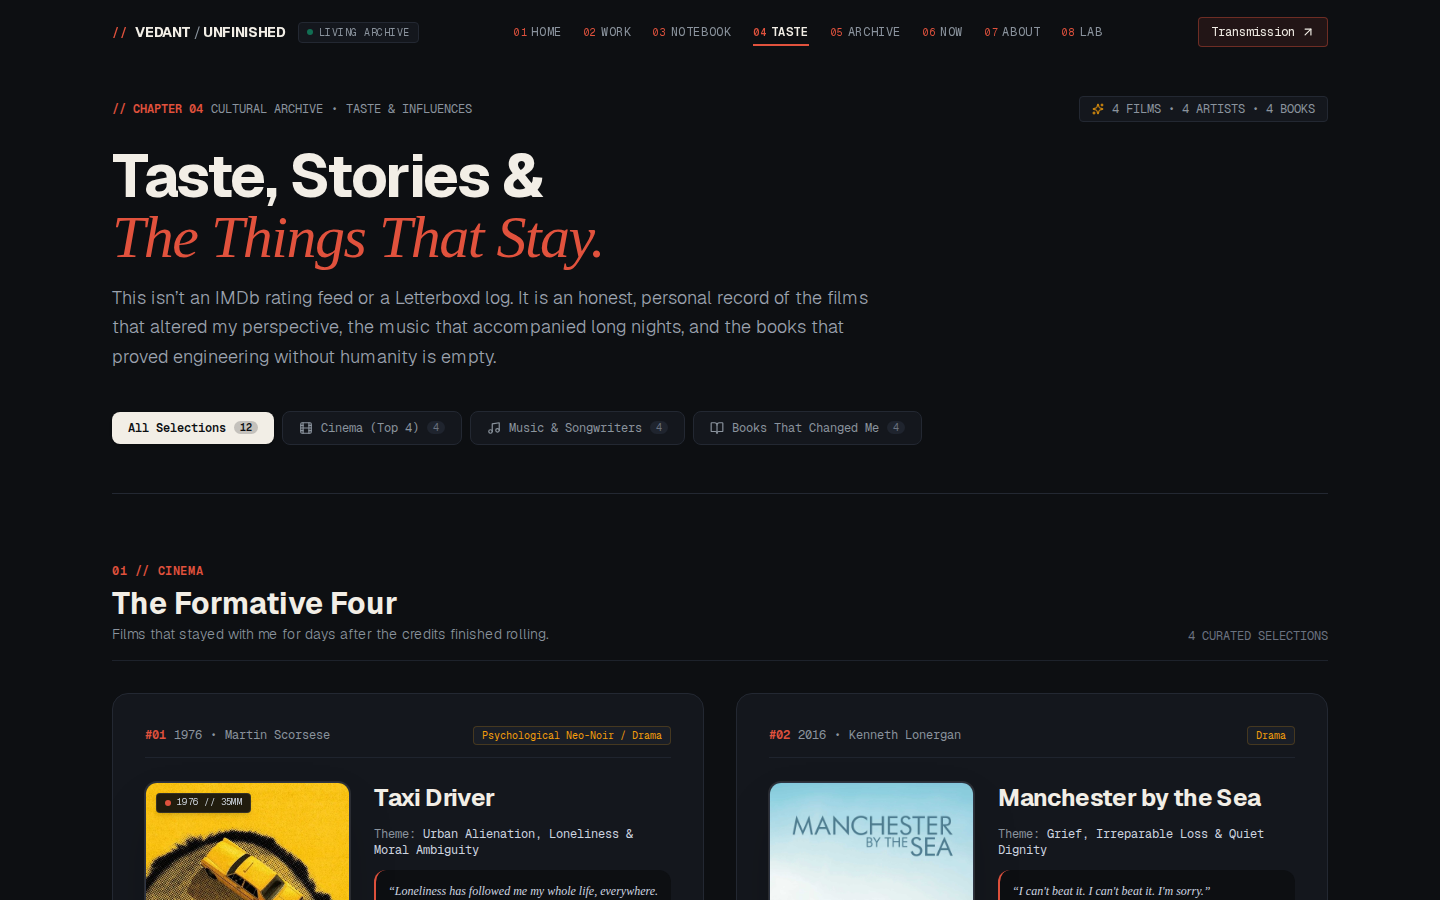 // VEDANT / UNFINISHED
LIVING ARCHIVE
01 HOME
02 WORK
03 NOTEBOOK
04 TASTE
05 ARCHIVE
06 NOW
07 ABOUT
08 LAB
Transmission
// CHAPTER 04 CULTURAL ARCHIVE • TASTE & INFLUENCES
4 FILMS • 4 ARTISTS • 4 BOOKS
Taste, Stories &
The Things That Stay.
This isn’t an IMDb rating feed or a Letterboxd log. It is an honest, personal record of the films
that altered my perspective, the music that accompanied long nights, and the books that
proved engineering without humanity is empty.
All Selections 12
Cinema (Top 4) 4
Music & Songwriters 4
Books That Changed Me 4
01 // CINEMA
The Formative Four
Films that stayed with me for days after the credits finished rolling.
4 CURATED SELECTIONS
#01 1976 • Martin Scorsese
Psychological Neo-Noir / Drama
1976 // 35MM
Taxi Driver
Theme: Urban Alienation, Loneliness &
Moral Ambiguity
“Loneliness has followed me my whole life, everywhere.
#02 2016 • Kenneth Lonergan
Drama
MANCHESTER
BY THE SEA
Manchester by the Sea
Theme: Grief, Irreparable Loss & Quiet
Dignity
“I can't beat it. I can't beat it. I'm sorry.”